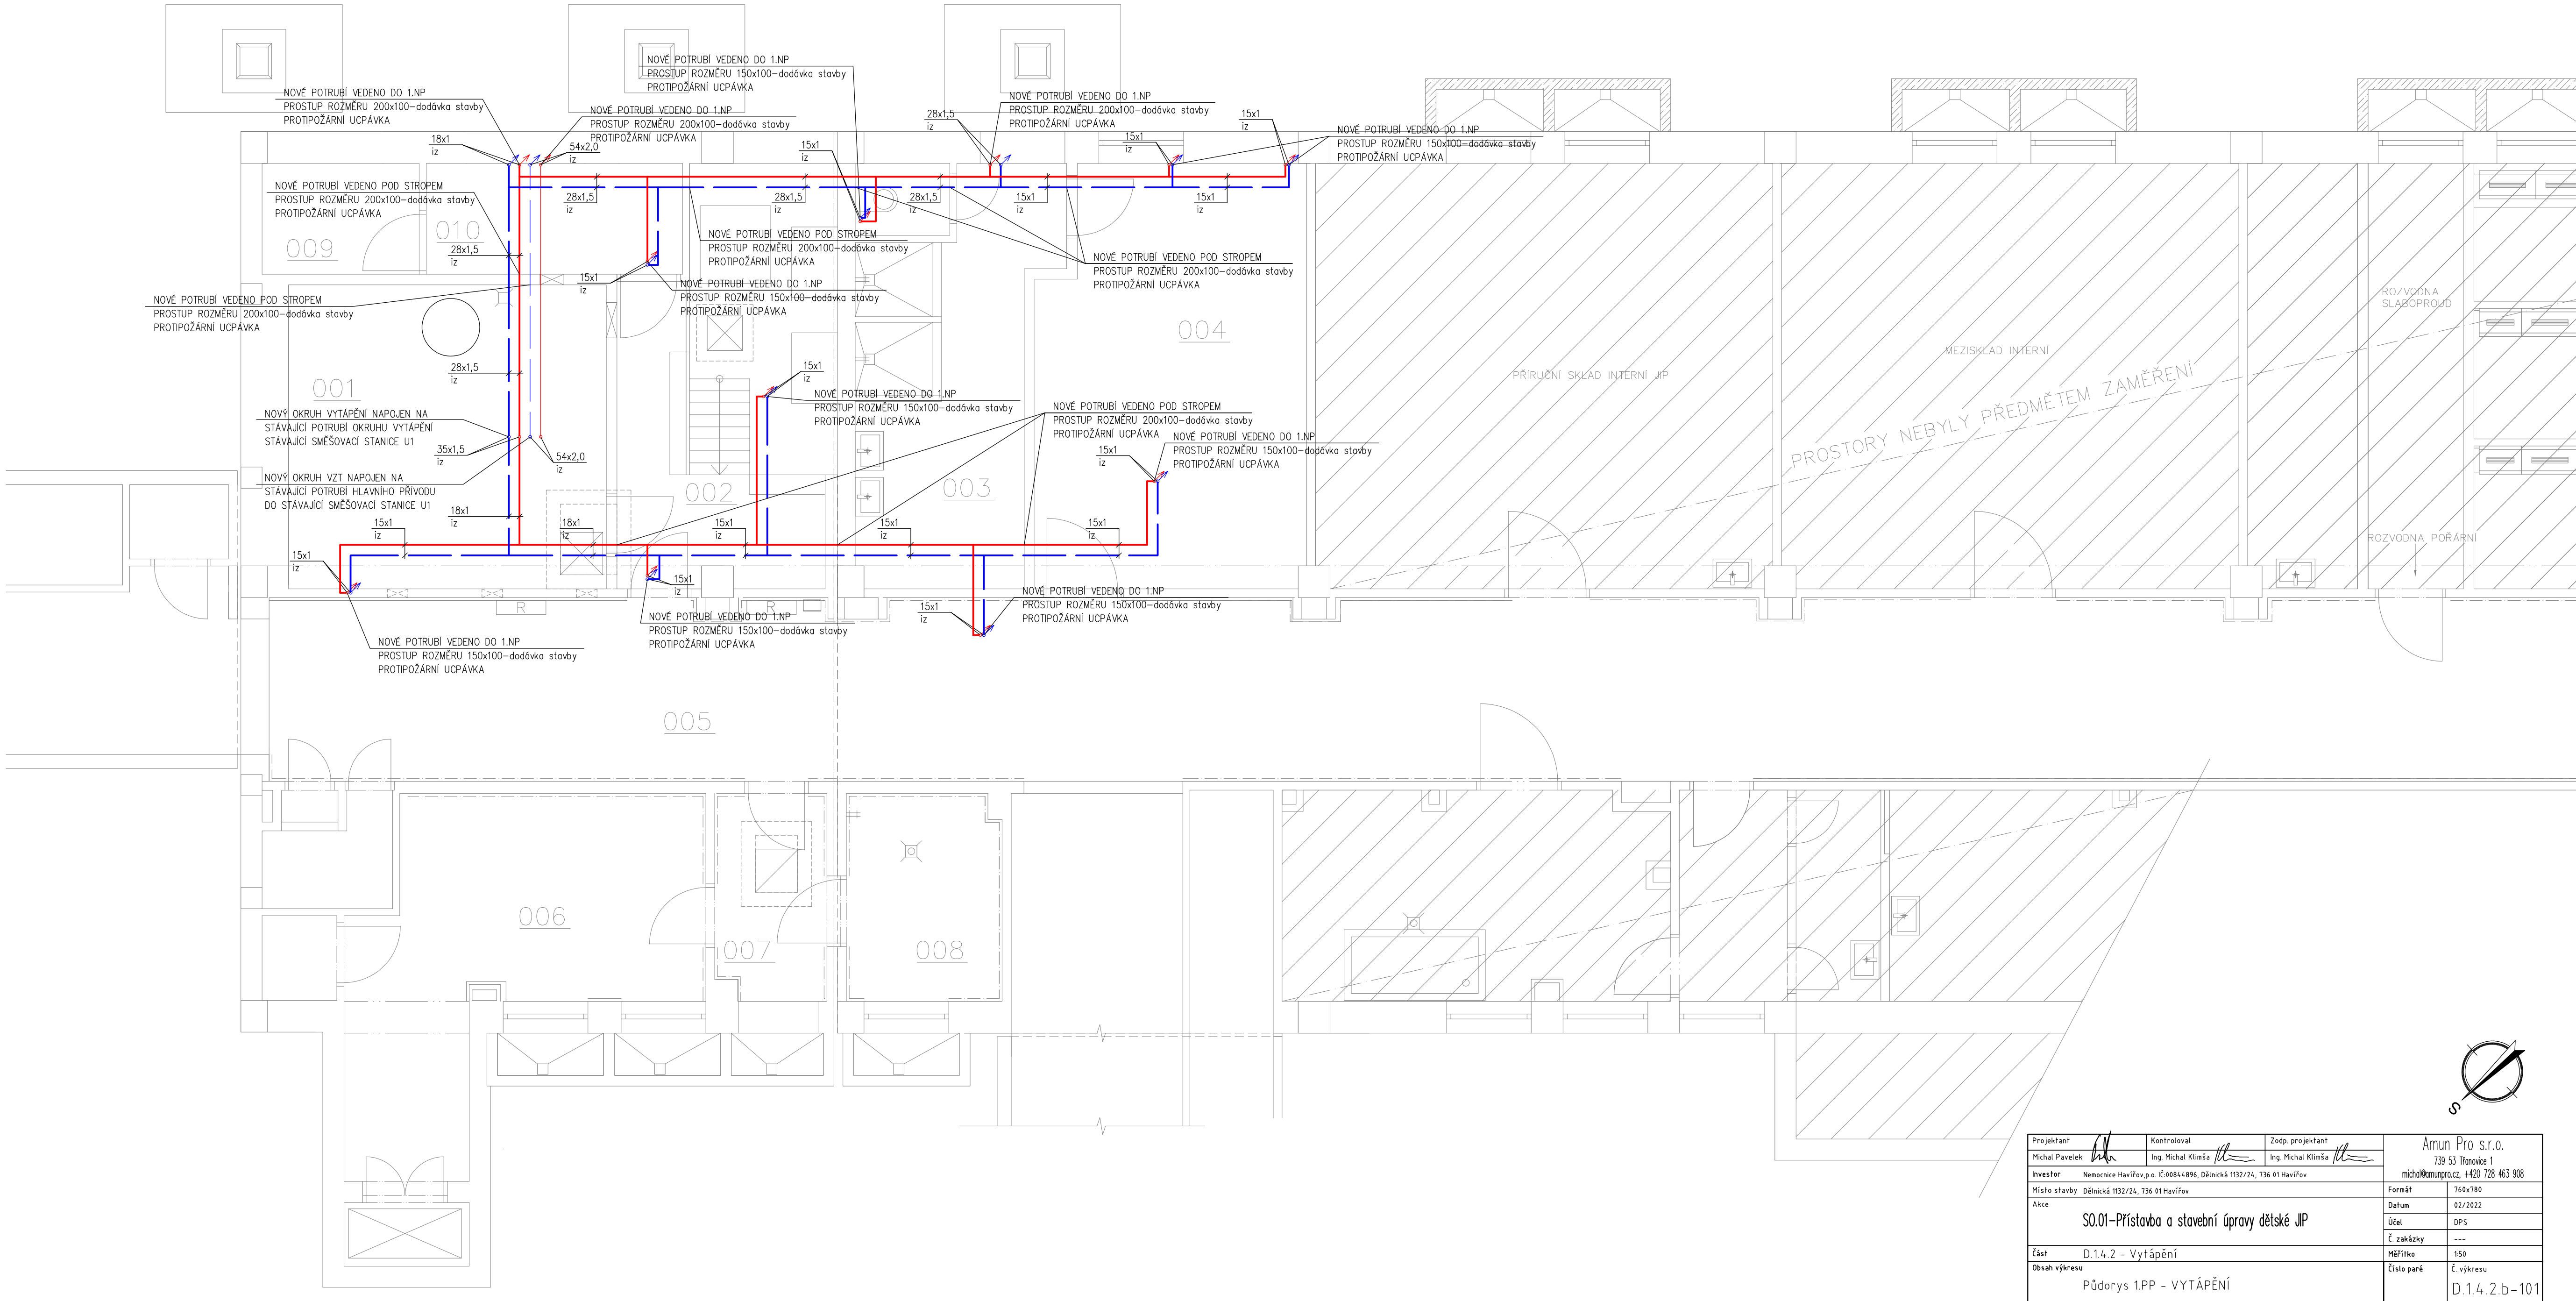 NOVÉ POTRUBÍ VEDENO DO 1.NP
PROSTUP ROZMĚRU 150x100-dodávka stavby
PROTIPOŽÁRNÍ UCPÁVKA
NOVÉ POTRUBÍ VEDENO DO 1.NP
PROSTUP ROZMĚRU 200x100-dodávka stavby
PROTIPOŽÁRNÍ UCPÁVKA
NOVÉ POTRUBÍ VEDENO DO 1.NP
PROSTUP ROZMĚRU 200x100-dodávka stavby
PROTIPOŽÁRNÍ UCPÁVKA
NOVÉ POTRUBÍ VEDENO DO 1.NP
PROSTUP ROZMĚRU 200x100-dodávka stavby
PROTIPOŽÁRNÍ UCPÁVKA
NOVÉ POTRUBÍ VEDENO DO 1.NP
PROSTUP ROZMĚRU 150x100-dodávka stavby
PROTIPOŽÁRNÍ UCPÁVKA
18x1
iz
54x2,0
iz
15x1
iz
28x1,5
iz
15x1
iz
15x1
iz
NOVÉ POTRUBÍ VEDENO POD STROPEM
PROSTUP ROZMĚRU 200x100-dodávka stavby
PROTIPOŽÁRNÍ UCPÁVKA
28x1,5
iz
28x1,5
iz
28x1,5
iz
15x1
iz
15x1
iz
009
010
28x1,5
iz
15x1
iz
NOVÉ POTRUBÍ VEDENO POD STROPEM
PROSTUP ROZMĚRU 200x100-dodávka stavby
PROTIPOŽÁRNÍ UCPÁVKA
NOVÉ POTRUBÍ VEDENO DO 1.NP
PROSTUP ROZMĚRU 150x100-dodávka stavby
PROTIPOŽÁRNÍ UCPÁVKA
NOVÉ POTRUBÍ VEDENO POD STROPEM
PROSTUP ROZMĚRU 200x100-dodávka stavby
PROTIPOŽÁRNÍ UCPÁVKA
NOVÉ POTRUBÍ VEDENO POD STROPEM
PROSTUP ROZMĚRU 200x100-dodávka stavby
PROTIPOŽÁRNÍ UCPÁVKA
ROZVODNA
SLABOPROUD
004
MEZISKLAD INTERNÍ
PŘÍRUČNÍ SKLAD INTERNÍ JIP
PROSTORY NEBYLY PŘEDMĚTEM ZAMĚŘENÍ
001
28x1,5
iz
15x1
iz
NOVÉ POTRUBÍ VEDENO DO 1.NP
PROSTUP ROZMĚRU 150x100-dodávka stavby
PROTIPOŽÁRNÍ UCPÁVKA
NOVÉ POTRUBÍ VEDENO POD STROPEM
PROSTUP ROZMĚRU 200x100-dodávka stavby
PROTIPOŽÁRNÍ UCPÁVKA
NOVÝ OKRUH VYTÁPĚNÍ NAPOJEN NA
STÁVAJÍCÍ POTRUBÍ OKRUHU VYTÁPĚNÍ
STÁVAJÍCÍ SMĚŠOVACÍ STANICE U1
35x1,5
iz
54x2,0
iz
NOVÉ POTRUBÍ VEDENO DO 1.NP
PROSTUP ROZMĚRU 150x100-dodávka stavby
PROTIPOŽÁRNÍ UCPÁVKA
15x1
iz
NOVÝ OKRUH VZT NAPOJEN NA
STÁVAJÍCÍ POTRUBÍ HLAVNÍHO PŘÍVODU
DO STÁVAJÍCÍ SMĚŠOVACÍ STANICE U1
002
003
18x1
iz
15x1
iz
18x1
iz
15x1
iz
15x1
iz
15x1
iz
15x1
iz
ROZVODNA POŘÁRNÍ
15x1
iz
R
R
NOVÉ POTRUBÍ VEDENO DO 1.NP
PROSTUP ROZMĚRU 150x100-dodávka stavby
PROTIPOŽÁRNÍ UCPÁVKA
15x1
iz
NOVÉ POTRUBÍ VEDENO DO 1.NP
PROSTUP ROZMĚRU 150x100-dodávka stavby
PROTIPOŽÁRNÍ UCPÁVKA
NOVÉ POTRUBÍ VEDENO DO 1.NP
PROSTUP ROZMĚRU 150x100-dodávka stavby
PROTIPOŽÁRNÍ UCPÁVKA
005
006
007
008
S
Projektant
Kontroloval
Zodp. projektant
Michal Pavelek
Ing. Michal Klimša
Ing. Michal Klimša
Amun Pro s.r.o.
739 53 Třanovice 1
michal@amunpro.cz, +420 728 463 908
Investor Nemocnice Havířov,p.o. IČ:00844896, Dělnická 1132/24, 736 01 Havířov
Místo stavby Dělnická 1132/24, 736 01 Havířov
Formát 760x780
Akce
SO.01-Přístavba a stavební úpravy dětské JIP
Datum 02/2022
Účel DPS
Č. zakázky ---
Část D.1.4.2 - Vytápění
Měřítko 1:50
Obsah výkresu
Půdorys 1.PP - VYTÁPĚNÍ
Číslo paré
Č. výkresu
D.1.4.2.b-101